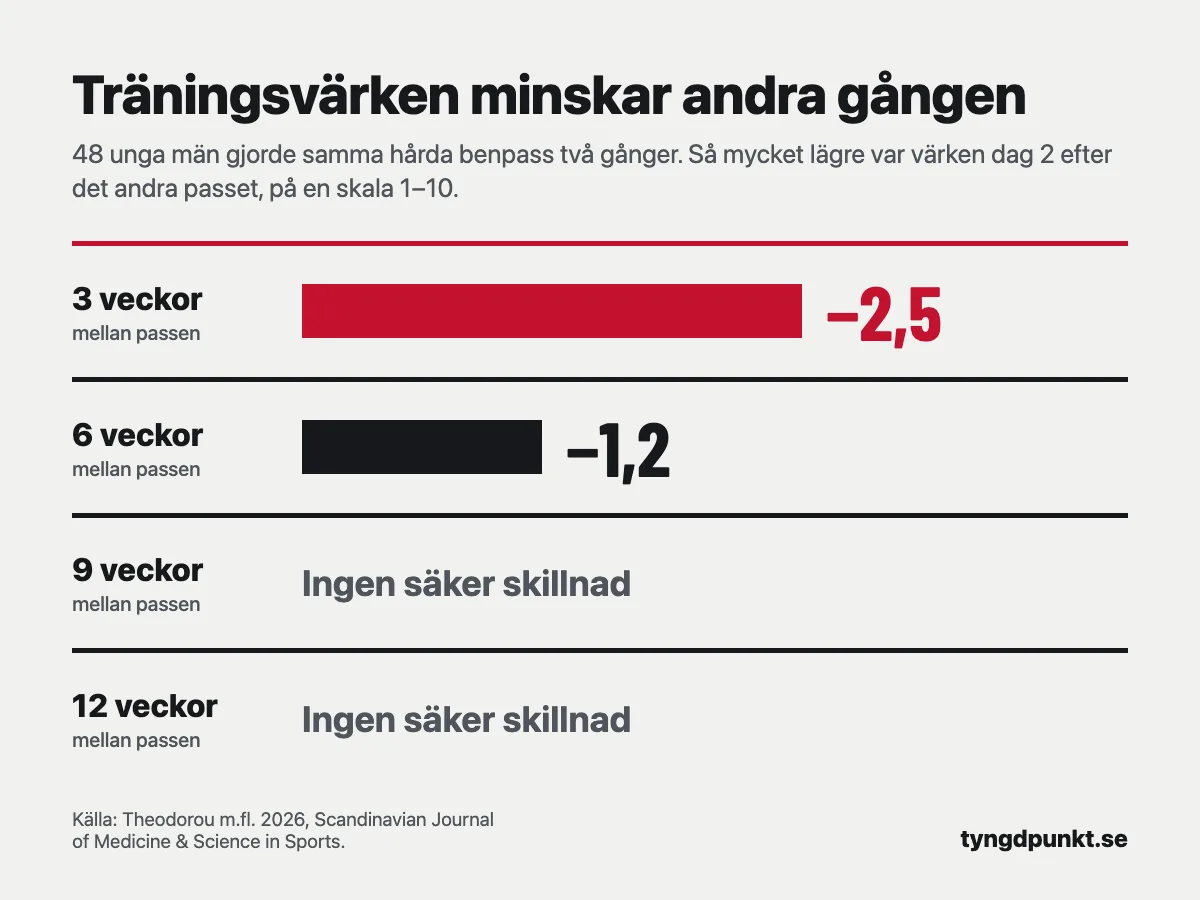 Träningsvärken minskar andra gången
48 unga män gjorde samma hårda benpass två gånger. Så mycket lägre var värken dag 2 efter
det andra passet, på en skala 1–10.
3 veckor
mellan passen
−2,5
6 veckor
mellan passen
−1,2
9 veckor
mellan passen
Ingen säker skillnad
12 veckor
mellan passen
Ingen säker skillnad
Källa: Theodorou m.fl. 2026, Scandinavian Journal
of Medicine & Science in Sports.
tyngdpunkt.se